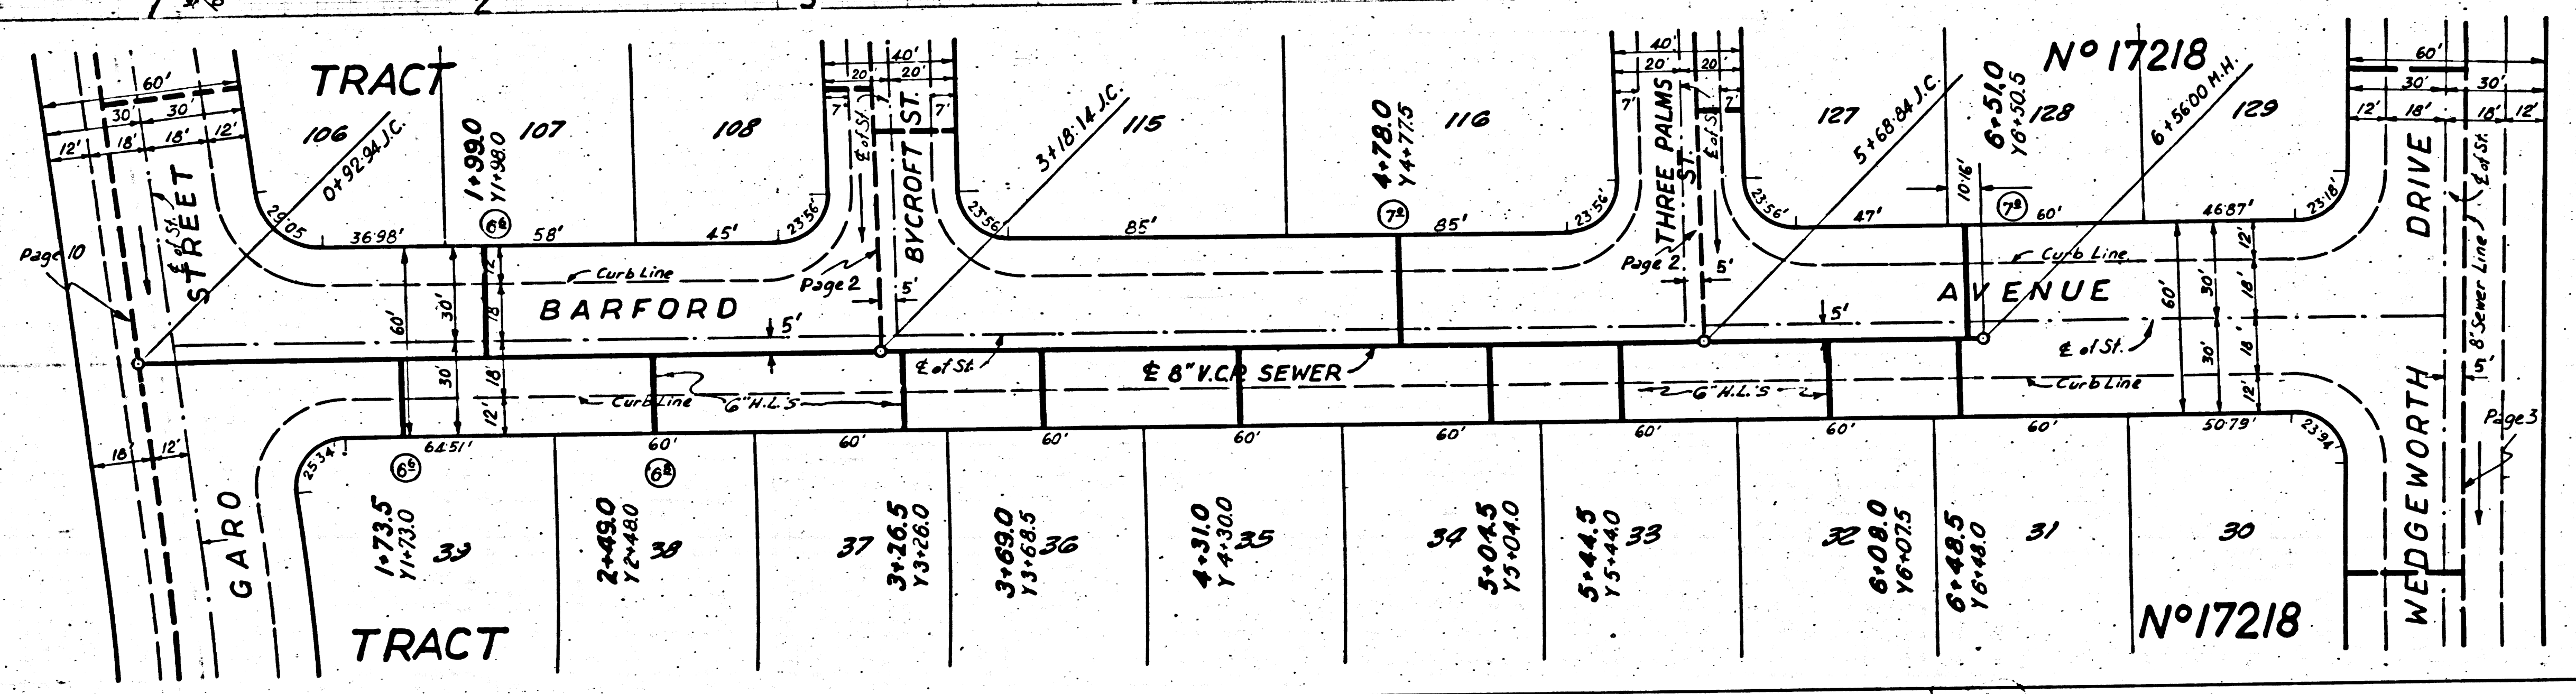 TRACT
Nº 17218
60'
30'
30'
12'
18'
18'
12'
106
0+92.94 J.C.
1+99.0
Y1+98.0
107
108
40'
20'
20'
7'
7'
℄ of St.
BYCROFT ST.
3+18.14 J.C.
115
4+78.0
Y4+77.5
116
40'
20'
20'
7'
7'
THREE PALMS ST.
℄ of St.
127
5+68.84 J.C.
6+51.0
Y6+50.5
128
6+56.00 M.H.
129
60'
30'
30'
12'
18'
18'
12'
Page 10
℄ of St.
STREET
29.05
36.98'
6⁶
58'
45'
23.56'
23.56'
85'
7²
85'
23.56'
23.56'
47'
10.16'
7²
60'
46.87'
23.18'
DRIVE
8" Sewer Line
℄ of St.
60'
30'
30'
12'
18'
18'
12'
Curb Line
BARFORD
Page 2
5'
5'
℄ of St.
℄ 8" V.C.P. SEWER
Page 2
5'
5'
AVENUE
Curb Line
60'
30'
30'
12'
18'
18'
12'
℄ of St.
Curb Line
6" H.L.'S
6" H.L.'S
Curb Line
5'
18'
12'
25.34'
64.51'
60'
60'
60'
60'
60'
60'
60'
60'
50.79'
23.94'
Page 3
6⁶
6⁸
GARO
1+73.5
Y1+73.0
39
2+49.0
Y2+48.0
38
37
3+26.5
Y3+26.0
3+69.0
Y3+68.5
36
4+31.0
Y4+30.0
35
34
5+04.5
Y5+04.0
5+44.5
Y5+44.0
33
32
6+08.0
Y6+07.5
6+48.5
Y6+48.0
31
30
WEDGEWORTH
TRACT
Nº 17218